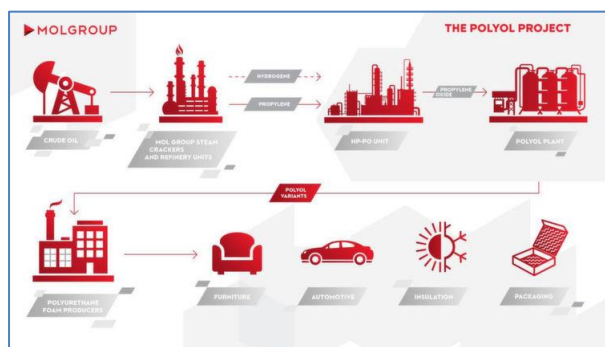 MOLGROUP
THE POLYOL PROJECT
HYDROGENE
PROPYLENE
PROPYLENE
OXIDE
CRUDE OIL
MOL GROUP STEAM
CRACKERS
AND REFINERY UNITS
HP-PO UNIT
POLYOL PLANT
POLYOL
VARIANTS
POLYURETHANE
FOAM PRODUCERS
FURNITURE
AUTOMOTIVE
INSULATION
PACKAGING